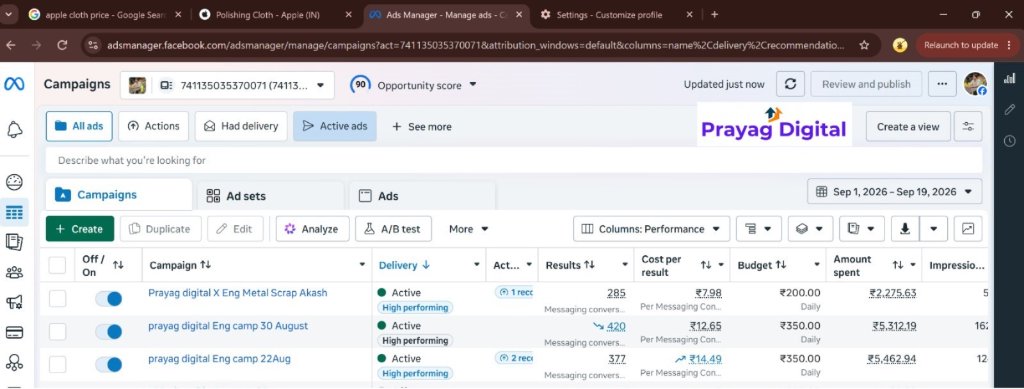 apple cloth price - Google Sear
Polishing Cloth - Apple (IN)
Ads Manager - Manage ads - C
Settings - Customize profile
adsmanager.facebook.com/adsmanager/manage/campaigns?act=741135035370071&attribution_windows=default&columns=name%2Cdelivery%2Crecommendatio...
Relaunch to update
Campaigns
741135035370071 (74113...
90 Opportunity score
Updated just now
Review and publish
All ads
Actions
Had delivery
Active ads
+ See more
Prayag Digital
Create a view
Describe what you're looking for
Campaigns
Ad sets
Ads
Sep 1, 2026 – Sep 19, 2026
+ Create
Duplicate
Edit
Analyze
A/B test
More
Columns: Performance
Off / On
Campaign
Delivery
Act...
Results
Cost per result
Budget
Amount spent
Impressio...
Prayag digital X Eng Metal Scrap Akash
Active
High performing
1 recc
285
Messaging convers...
₹7.98
Per Messaging Con...
₹200.00
Daily
₹2,275.63
5
prayag digital Eng camp 30 August
Active
High performing
420
Messaging convers...
₹12.65
Per Messaging Con...
₹350.00
Daily
₹5,312.19
162
prayag digital Eng camp 22Aug
Active
High performing
2 recc
377
Messaging convers...
₹14.49
Per Messaging Con...
₹350.00
Daily
₹5,462.94
124